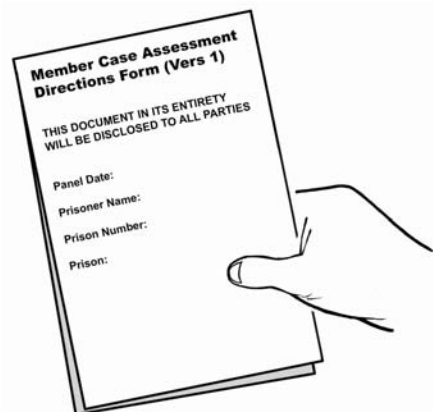 Member Case Assessment
Directions Form (Vers 1)
THIS DOCUMENT IN ITS ENTIRETY
WILL BE DISCLOSED TO ALL PARTIES
Panel Date:
Prisoner Name:
Prison Number:
Prison: